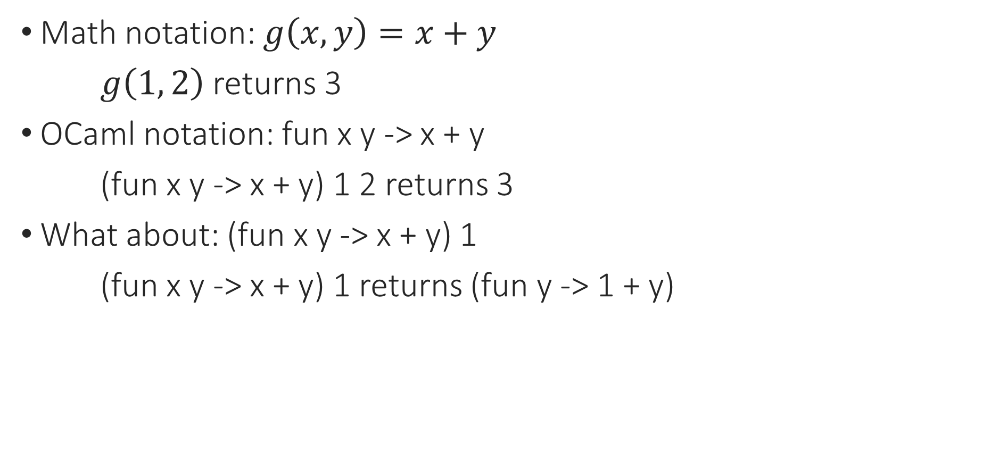 • Math notation: g(x, y) = x + y
g(1, 2) returns 3
• OCaml notation: fun x y -> x + y
(fun x y -> x + y) 1 2 returns 3
• What about: (fun x y -> x + y) 1
(fun x y -> x + y) 1 returns (fun y -> 1 + y)